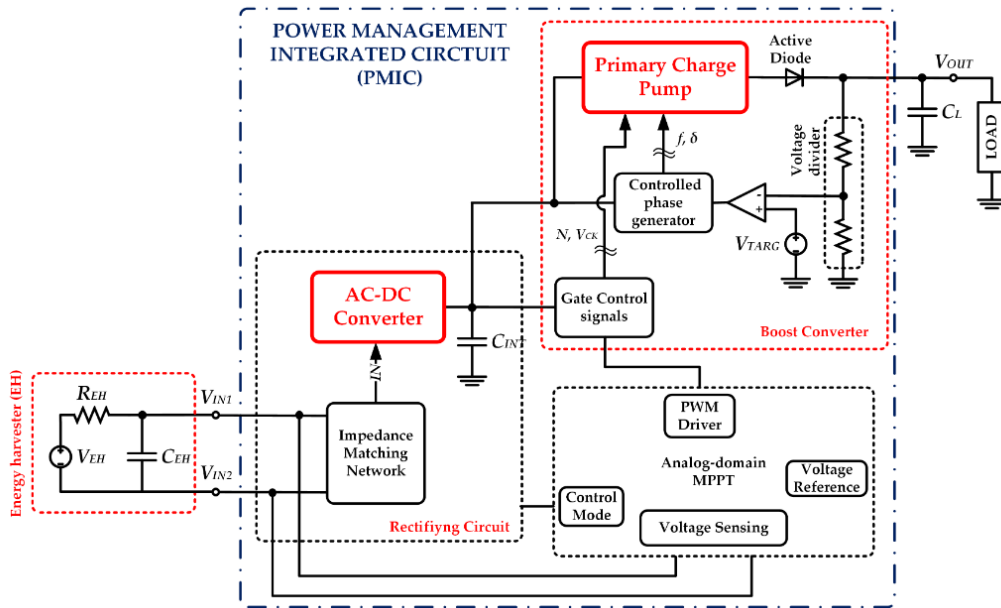 POWER MANAGEMENT
INTEGRATED CIRCTUIT
(PMIC)
Primary Charge
Pump
Active
Diode
VOUT
CL
LOAD
Voltage
divider
f, δ
Controlled
phase
generator
-
+
VTARG
N, VCK
Gate Control
signals
Boost Converter
AC-DC
Converter
CINT
IN
Impedance
Matching
Network
Rectifiyng Circuit
Energy harvester (EH)
REH
VEH
CEH
VIN1
VIN2
PWM
Driver
Analog-domain
MPPT
Voltage
Reference
Control
Mode
Voltage Sensing